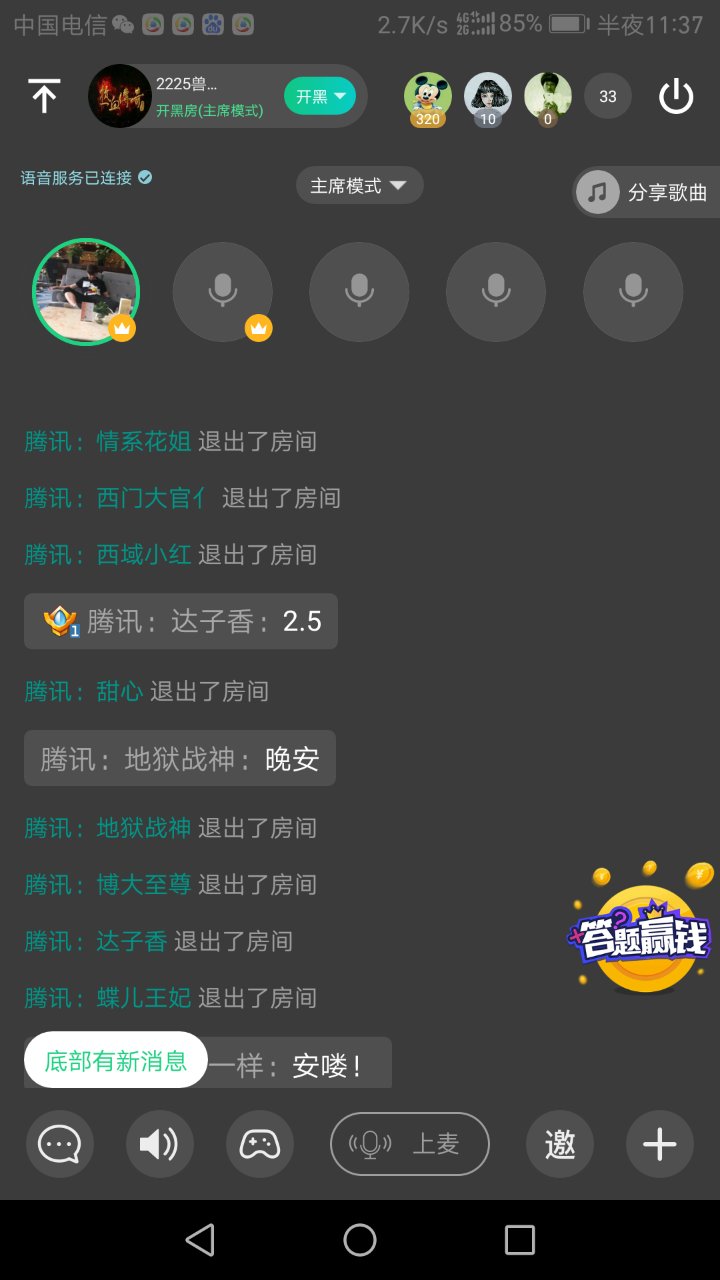 中国电信 2.7K/s 4G 2G 85% 半夜11:37
2225兽...
开黑房(主席模式)
开黑
320
10
0
33
语音服务已连接
主席模式
分享歌曲
腾讯：情系花姐 退出了房间
腾讯：西门大官亻 退出了房间
腾讯：西域小红 退出了房间
1 腾讯：达子香：2.5
腾讯：甜心 退出了房间
腾讯：地狱战神：晚安
腾讯：地狱战神 退出了房间
腾讯：博大至尊 退出了房间
腾讯：达子香 退出了房间
答题赢钱
腾讯：蝶儿王妃 退出了房间
底部有新消息
一样：安喽！
上麦
邀